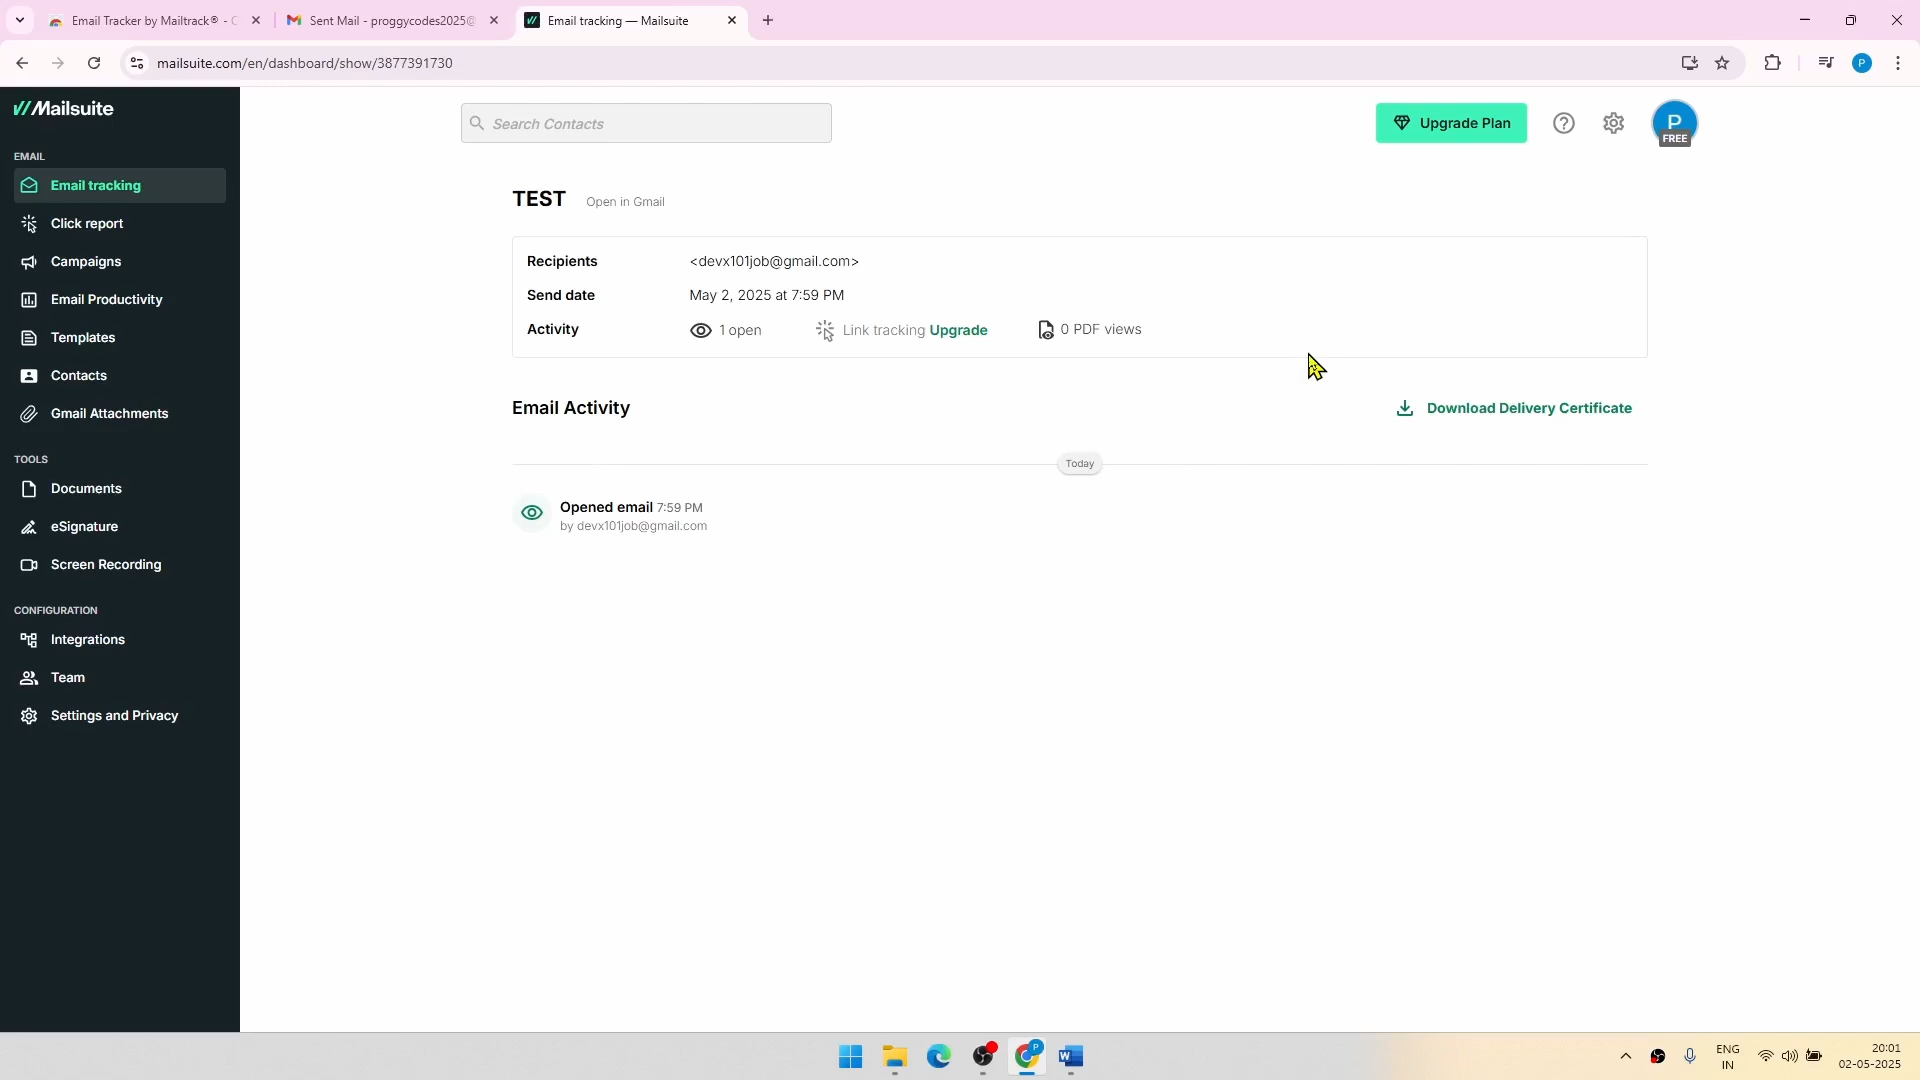 Email Tracker by Mailtrack® - C
Sent Mail - proggycodes2025@
Email tracking — Mailsuite
mailsuite.com/en/dashboard/show/3877391730
P
Mailsuite
Search Contacts
Upgrade Plan
P
FREE
EMAIL
Email tracking
Click report
Campaigns
Email Productivity
Templates
Contacts
Gmail Attachments
TOOLS
Documents
eSignature
Screen Recording
CONFIGURATION
Integrations
Team
Settings and Privacy
TEST Open in Gmail
Recipients <devx101job@gmail.com>
Send date May 2, 2025 at 7:59 PM
Activity 1 open Link tracking Upgrade 0 PDF views
Email Activity Download Delivery Certificate
Today
Opened email 7:59 PM
by devx101job@gmail.com
P
W
ENG
IN
20:01
02-05-2025